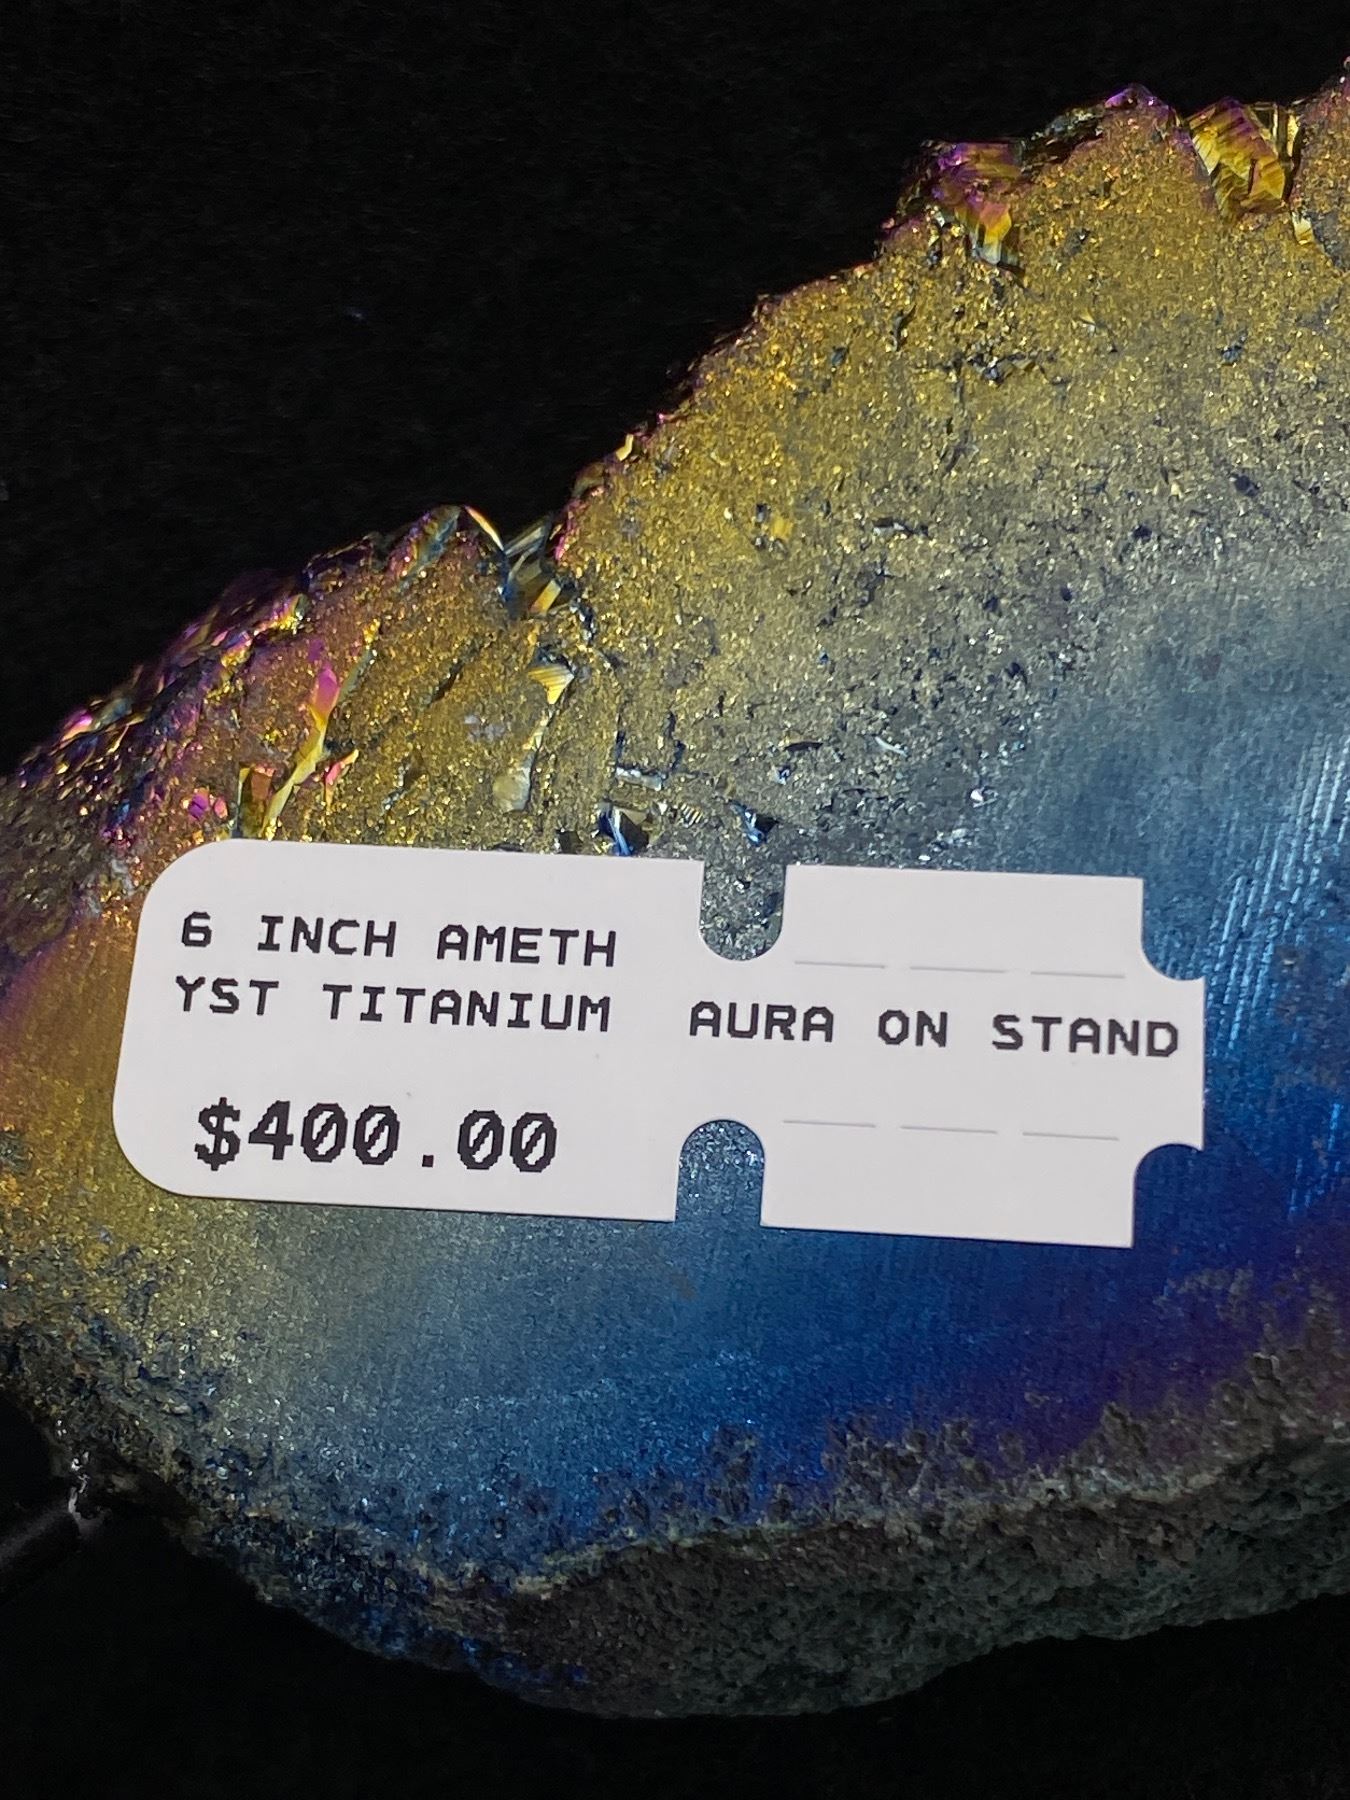 6 INCH AMETH
YST TITANIUM AURA ON STAND
$400.00